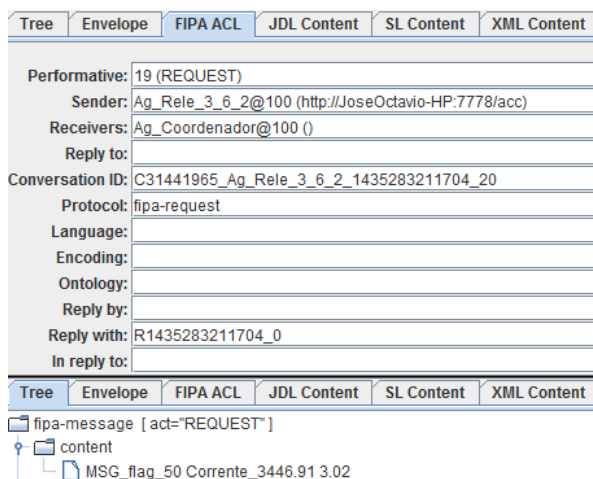 Tree Envelope FIPA ACL JDL Content SL Content XML Content
Performative: 19 (REQUEST)
Sender: Ag_Rele_3_6_2@100 (http://JoseOctavio-HP:7778/acc)
Receivers: Ag_Coordenador@100 ()
Reply to:
Conversation ID: C31441965_Ag_Rele_3_6_2_1435283211704_20
Protocol: fipa-request
Language:
Encoding:
Ontology:
Reply by:
Reply with: R1435283211704_0
In reply to:
Tree Envelope FIPA ACL JDL Content SL Content XML Content
fipa-message [ act="REQUEST" ]
content
MSG_flag_50 Corrente_3446.91 3.02